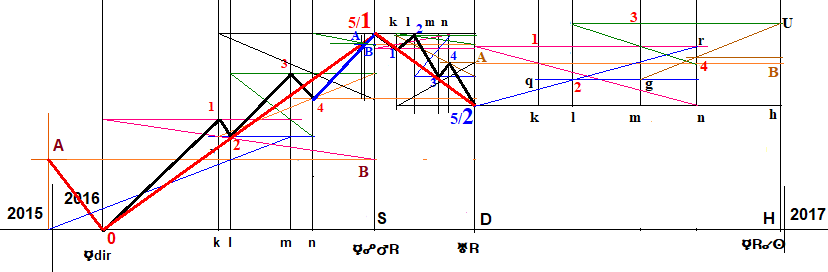 5/1 k l m n
2
3 U
A
B 1 4 A 1 r
3 3 q 4 B
4 2 g
1 5/2 k l m n h
2
A B
2015 2016 0 S D H 2017
k l m n
☿dir ☿☍♂R ♅R ☿R☌☉